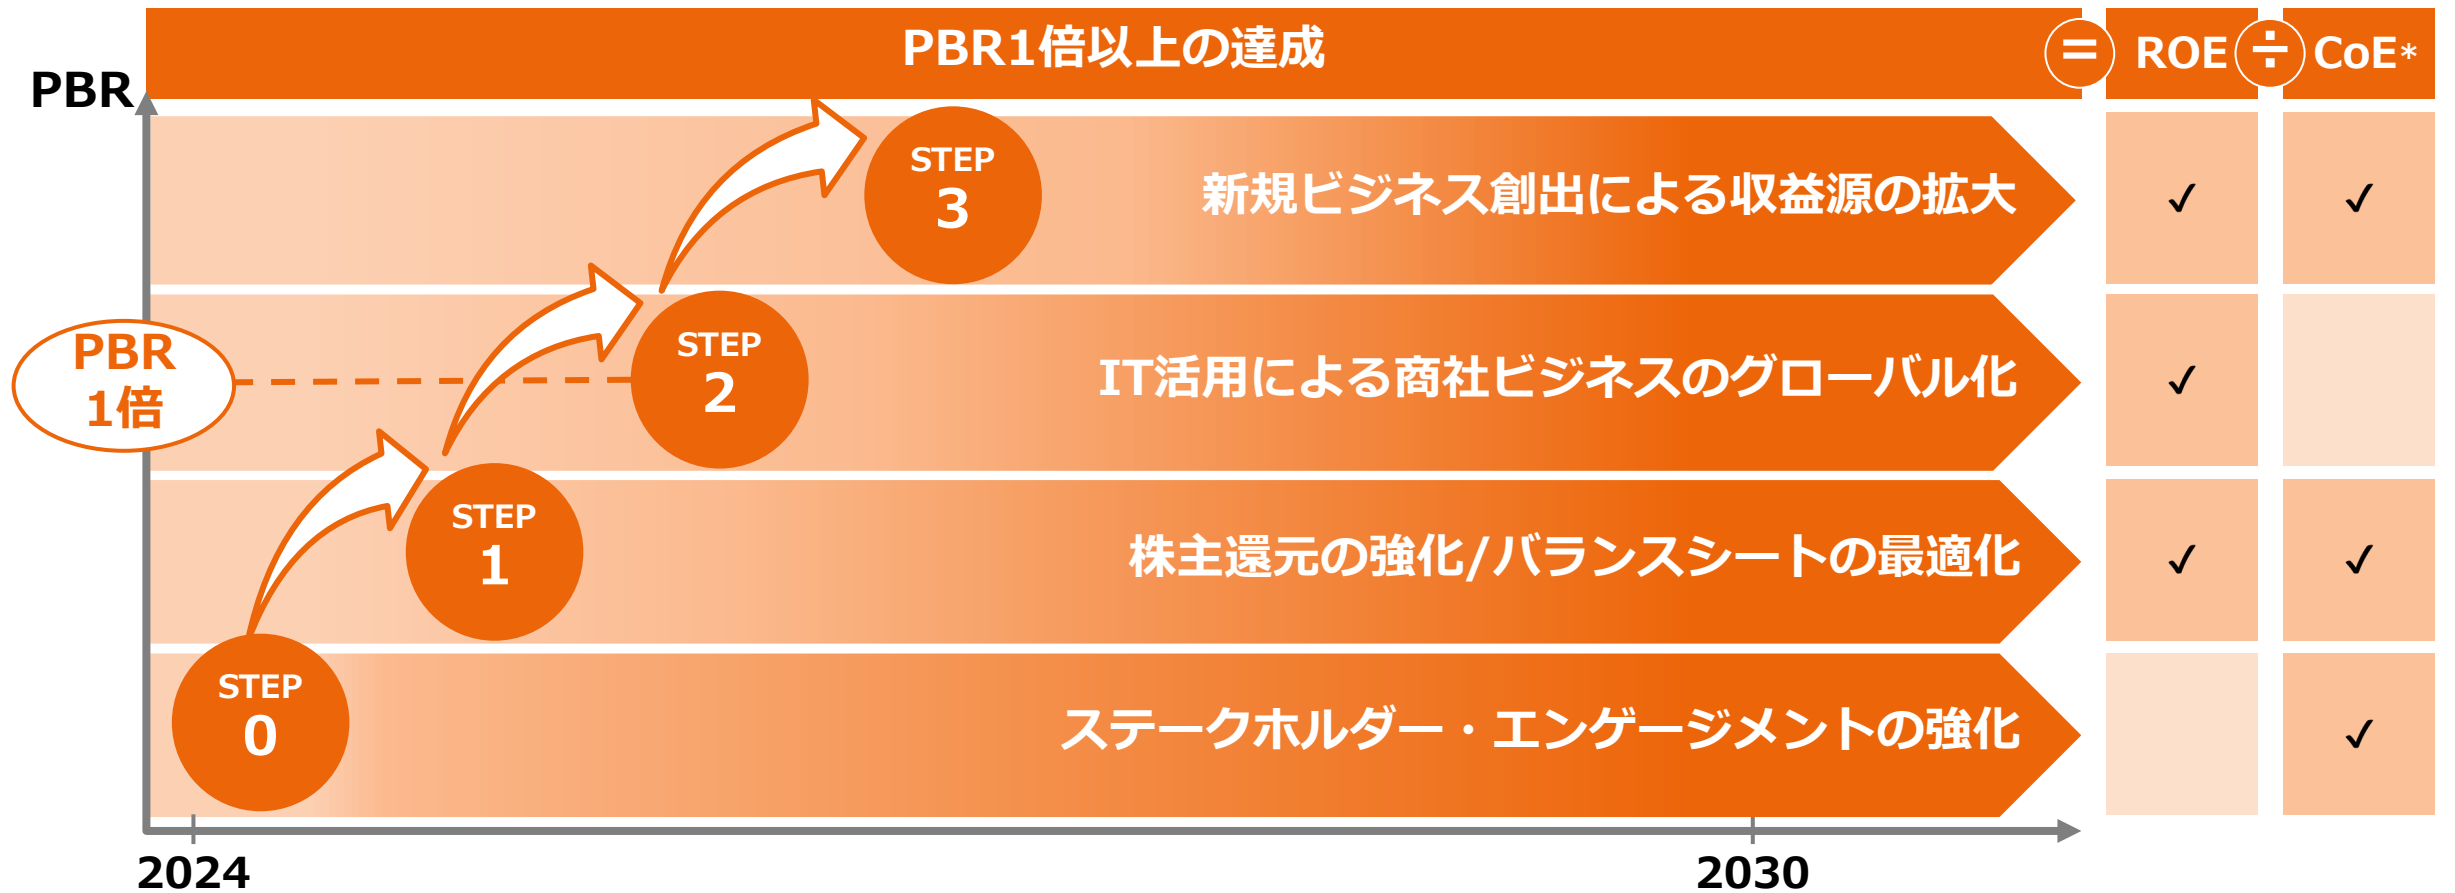 PBR1倍以上の達成 = ROE ÷ CoE*
PBR
STEP
3
新規ビジネス創出による収益源の拡大
✓ ✓
PBR
1倍
STEP
2
IT活用による商社ビジネスのグローバル化
✓
STEP
1
株主還元の強化/バランスシートの最適化
✓ ✓
STEP
0
ステークホルダー・エンゲージメントの強化
✓
2024
2030